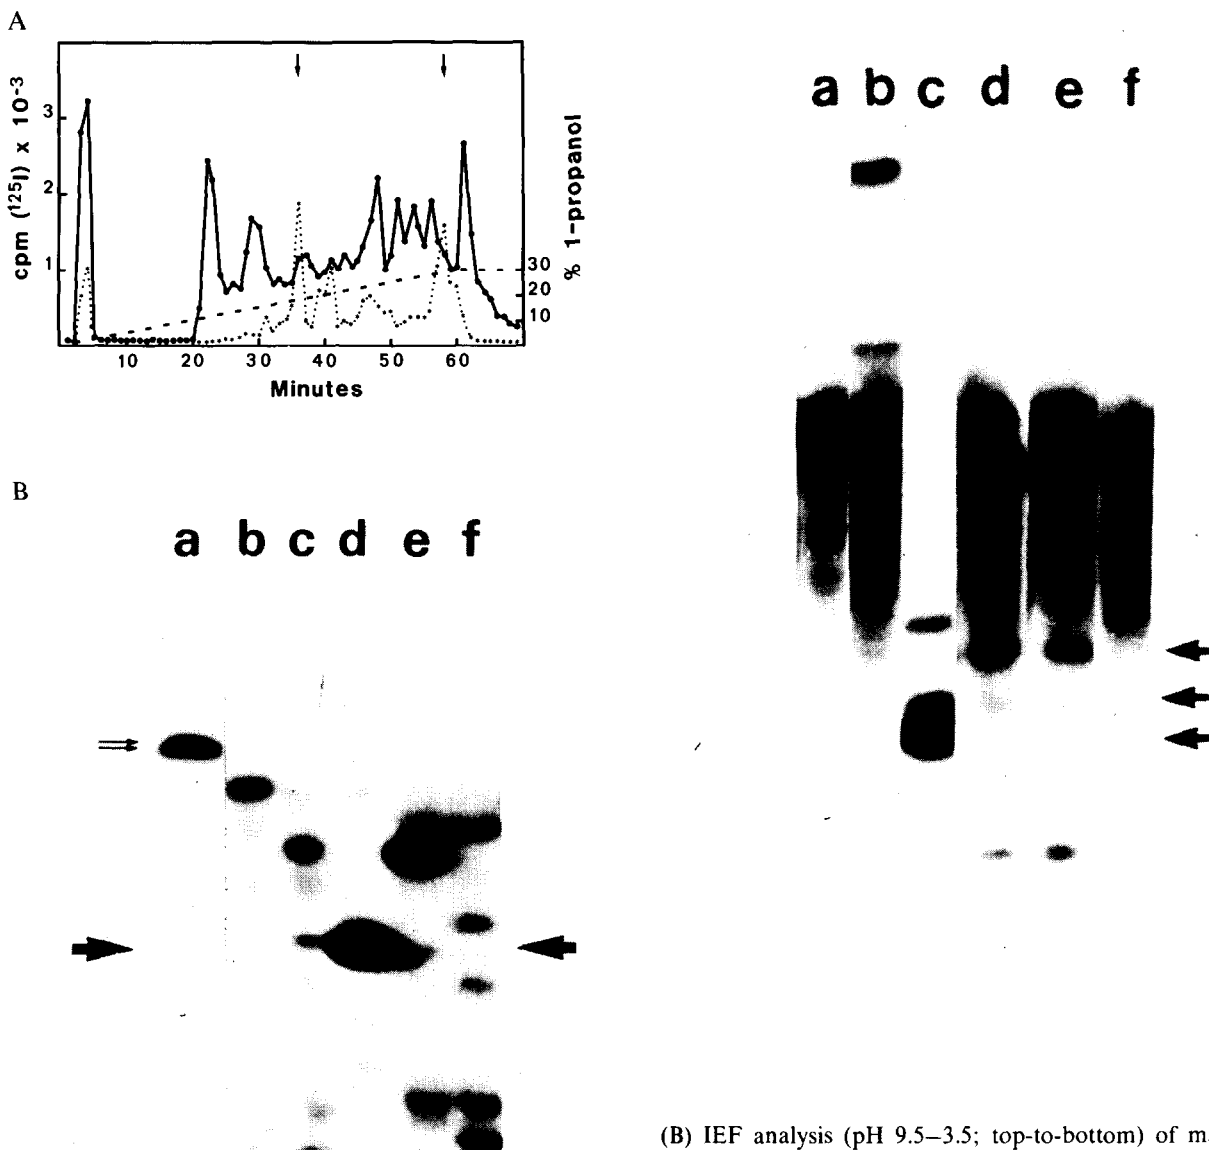 A
cpm (¹²⁵I) x 10⁻³
3
2
1
30
20
10
% 1-propanol
10 20 30 40 50 60
Minutes
B
a b c d e f
a b c d e f
(B) IEF analysis (pH 9.5–3.5; top-to-bottom) of